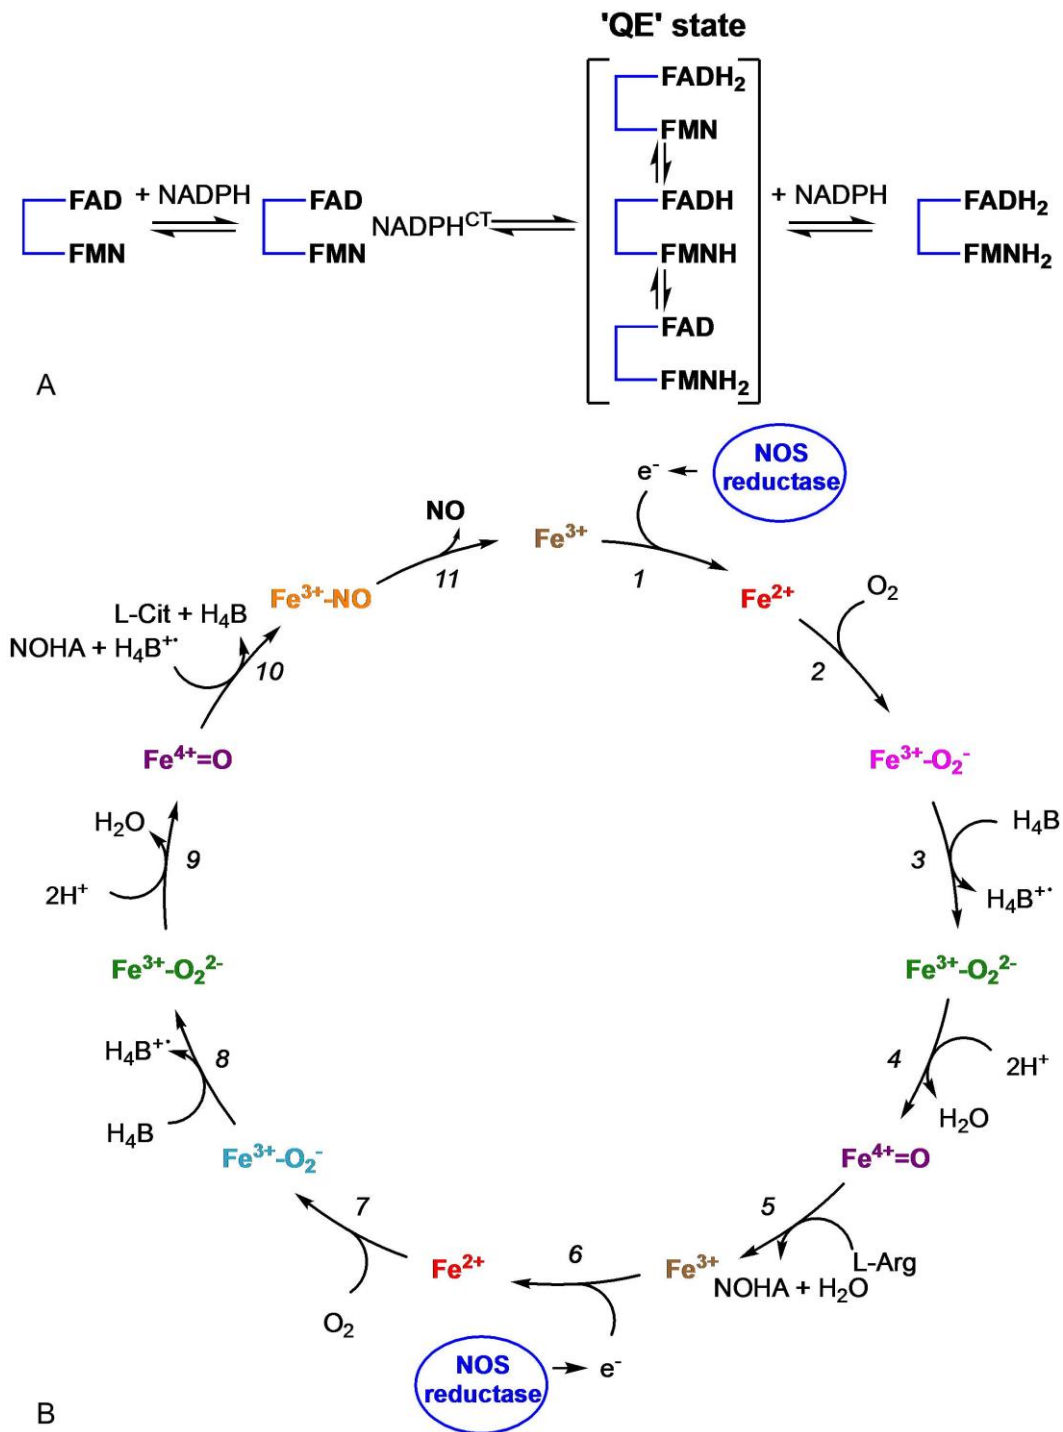 'QE' state
FADH₂
FMN
FAD + NADPH FAD NADPHᶜᵀ FADH + NADPH FADH₂
FMN FMN FMNH FMNH₂
FAD
FMNH₂
A
NOS
reductase
e⁻
NO
Fe³⁺
1
11
Fe²⁺
O₂
Fe³⁺-NO
L-Cit + H₄B
NOHA + H₄B⁺˙
10
2
Fe⁴⁺=O
Fe³⁺-O₂⁻
H₂O
9
2H⁺
3
H₄B
H₄B⁺˙
Fe³⁺-O₂²⁻
Fe³⁺-O₂²⁻
H₄B⁺˙
8
H₄B
4
2H⁺
H₂O
Fe³⁺-O₂⁻
Fe⁴⁺=O
7
5
L-Arg
NOHA + H₂O
Fe²⁺
6
Fe³⁺
O₂
NOS
reductase
e⁻
B